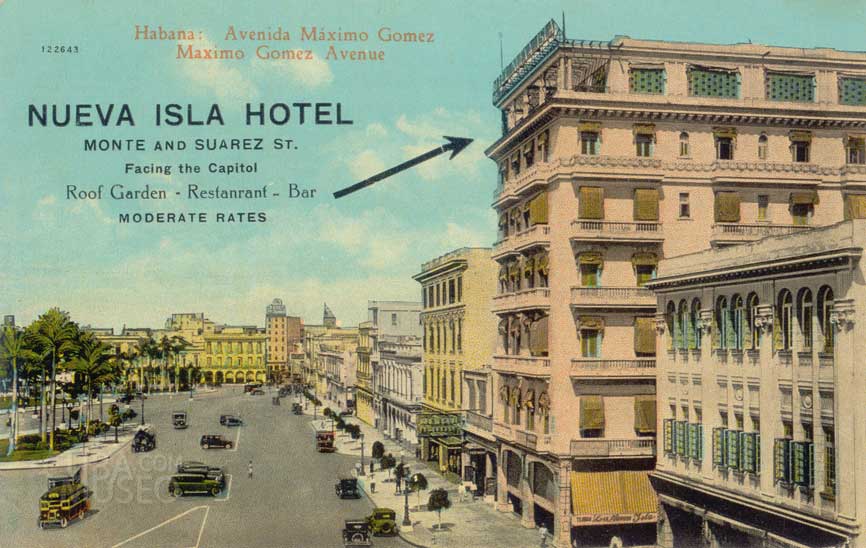 Habana: Avenida Máximo Gomez
Maximo Gomez Avenue
122643
NUEVA ISLA HOTEL
MONTE AND SUAREZ ST.
Facing the Capitol
Roof Garden - Restanrant - Bar
MODERATE RATES